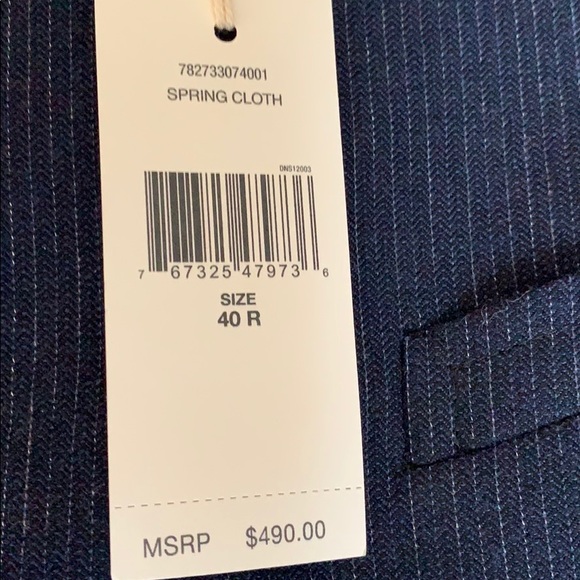 782733074001
SPRING CLOTH
DNS12003
7 67325 47973 6
SIZE
40 R
MSRP $490.00